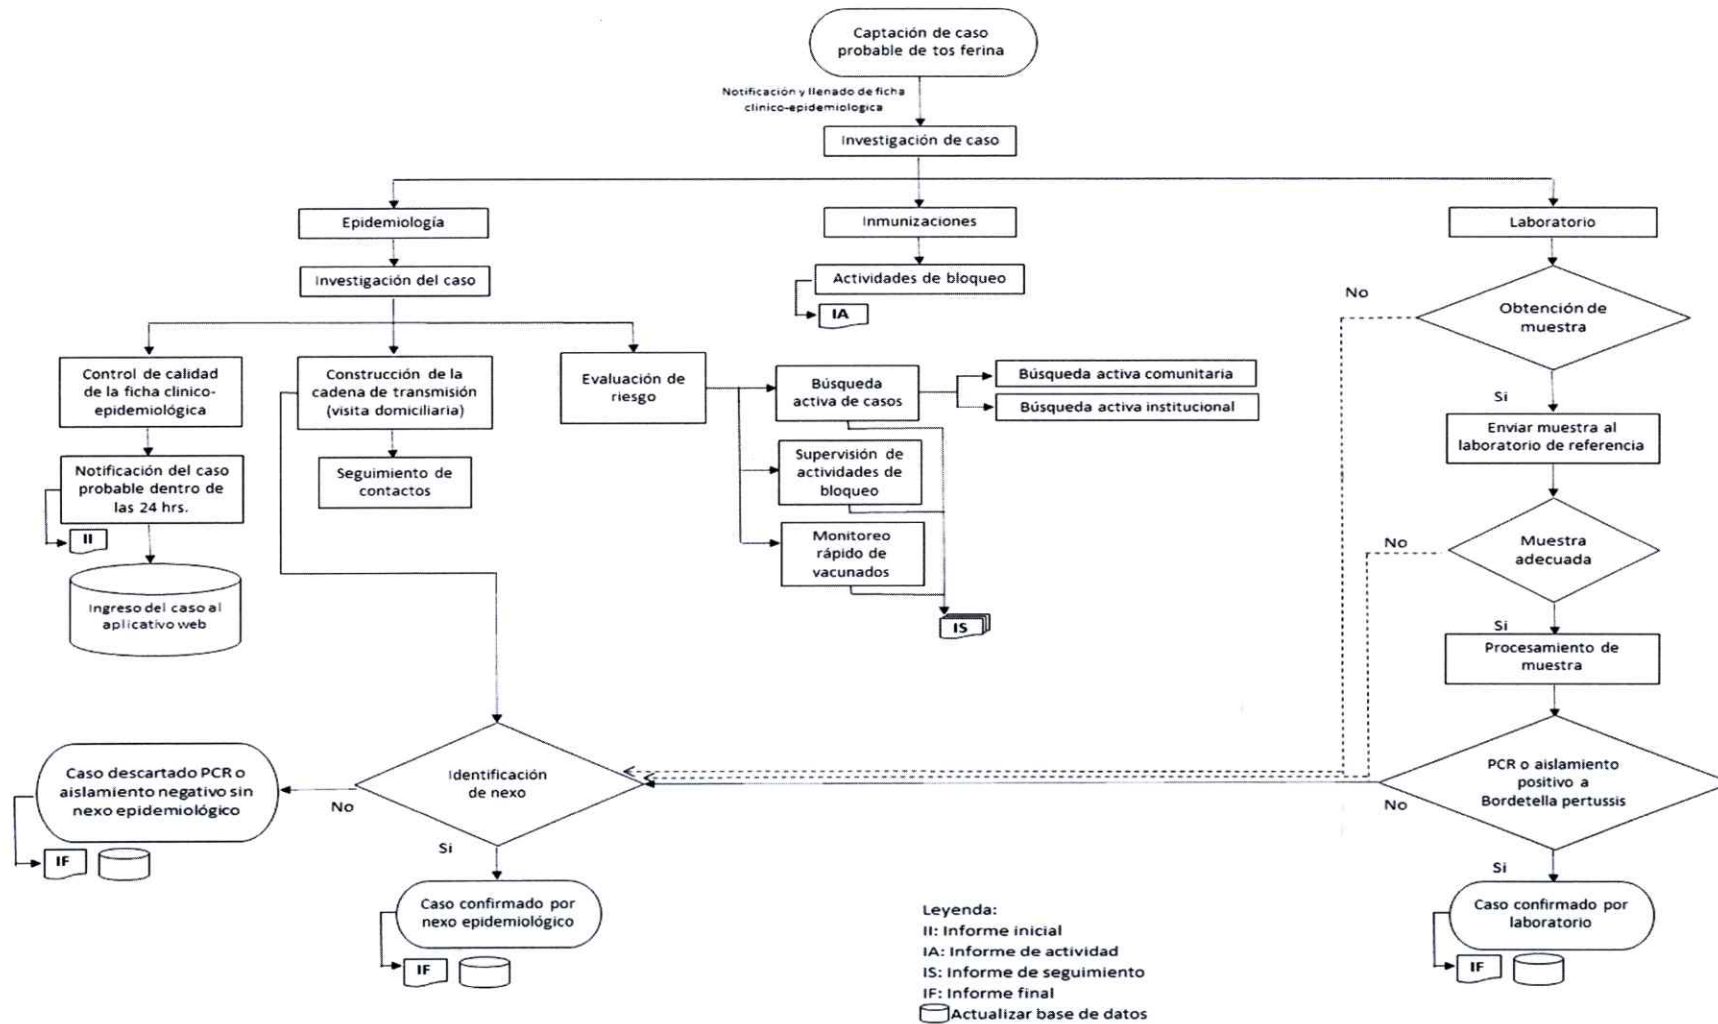 Captación de caso
probable de tos ferina
Notificación y llenado de ficha
clinico-epidemiologica
Investigación de caso
Epidemiología
Inmunizaciones
Laboratorio
Investigación del caso
Actividades de bloqueo
IA
No
Obtención de
muestra
Control de calidad
de la ficha clinico-
epidemiológica
Construcción de la
cadena de transmisión
(visita domiciliaria)
Evaluación de
riesgo
Búsqueda
activa de casos
Búsqueda activa comunitaria
Búsqueda activa institucional
Si
Enviar muestra al
laboratorio de referencia
Notificación del caso
probable dentro de
las 24 hrs.
II
Seguimiento de
contactos
Supervisión de
actividades de
bloqueo
Monitoreo
rápido de
vacunados
IS
No
Muestra
adecuada
Ingreso del caso al
aplicativo web
Si
Procesamiento de
muestra
Caso descartado PCR o
aislamiento negativo sin
nexo epidemiológico
IF
No
Identificación
de nexo
PCR o aislamiento
positivo a
Bordetella pertussis
No
Si
Caso confirmado por
nexo epidemiológico
IF
Si
Caso confirmado por
laboratorio
IF
Leyenda:
II: Informe inicial
IA: Informe de actividad
IS: Informe de seguimiento
IF: Informe final
Actualizar base de datos